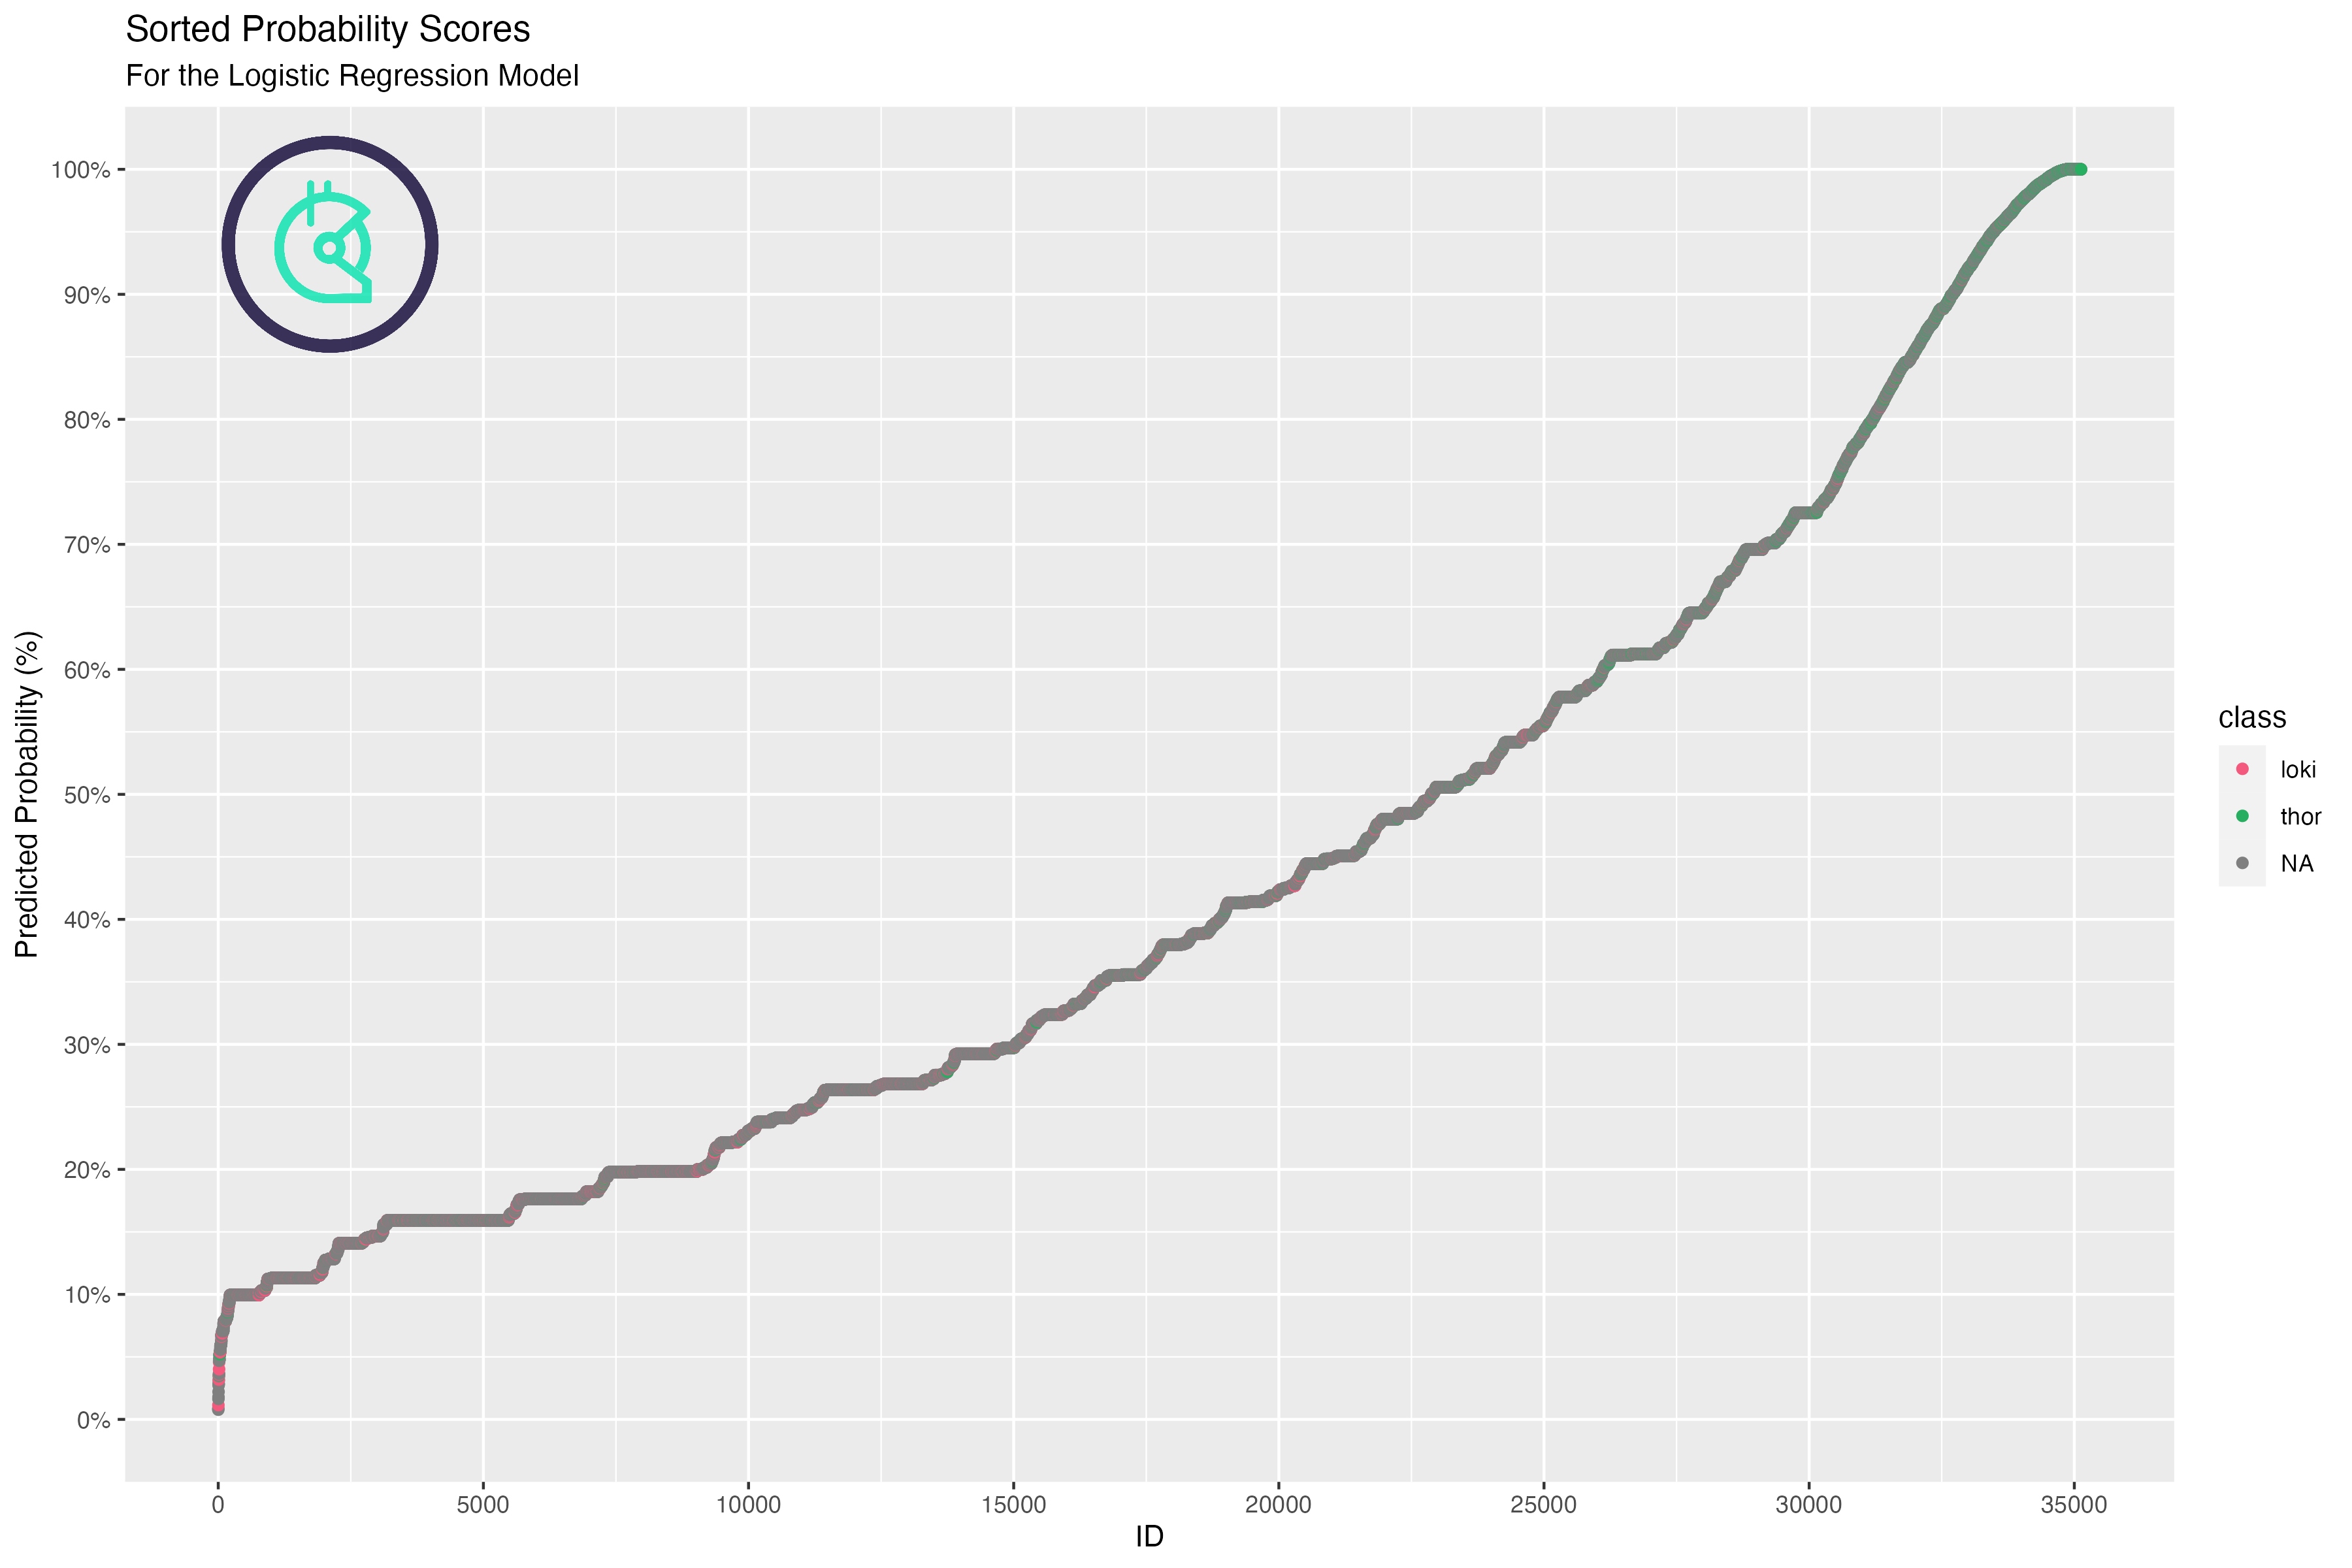 Sorted Probability Scores
For the Logistic Regression Model
Predicted Probability (%)
100%
90%
80%
70%
60%
50%
40%
30%
20%
10%
0%
0 5000 10000 15000 20000 25000 30000 35000
ID
class
loki
thor
NA